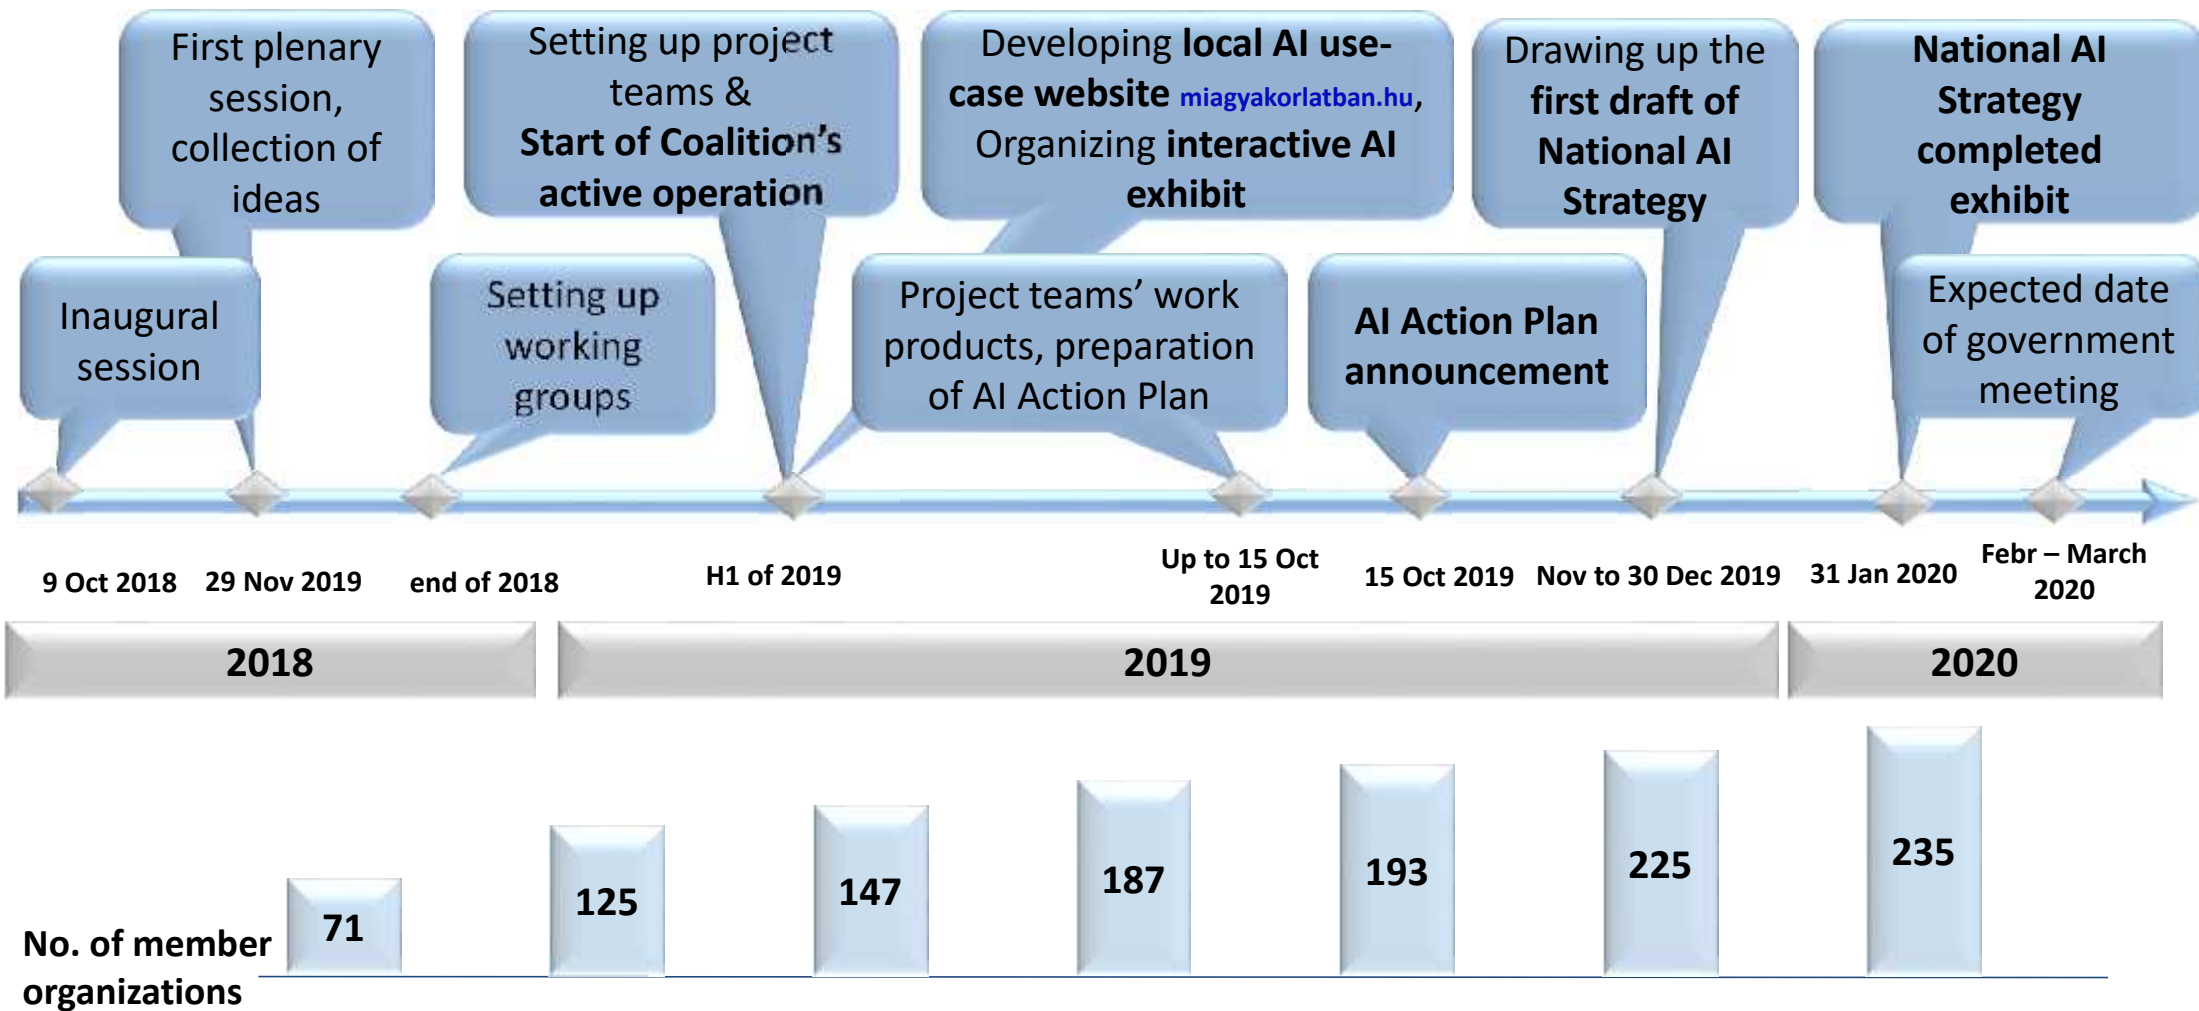 First plenary
session,
collection of
ideas
Setting up project
teams &
Start of Coalition's
active operation
Developing local AI use-
case website miagyakorlatban.hu,
Organizing interactive AI
exhibit
Drawing up the
first draft of
National AI
Strategy
National AI
Strategy
completed
exhibit
Inaugural
session
Setting up
working
groups
Project teams' work
products, preparation
of AI Action Plan
AI Action Plan
announcement
Expected date
of government
meeting
9 Oct 2018
29 Nov 2019
end of 2018
H1 of 2019
Up to 15 Oct
2019
15 Oct 2019
Nov to 30 Dec 2019
31 Jan 2020
Febr – March
2020
2018
2019
2020
71
125
147
187
193
225
235
No. of member
organizations